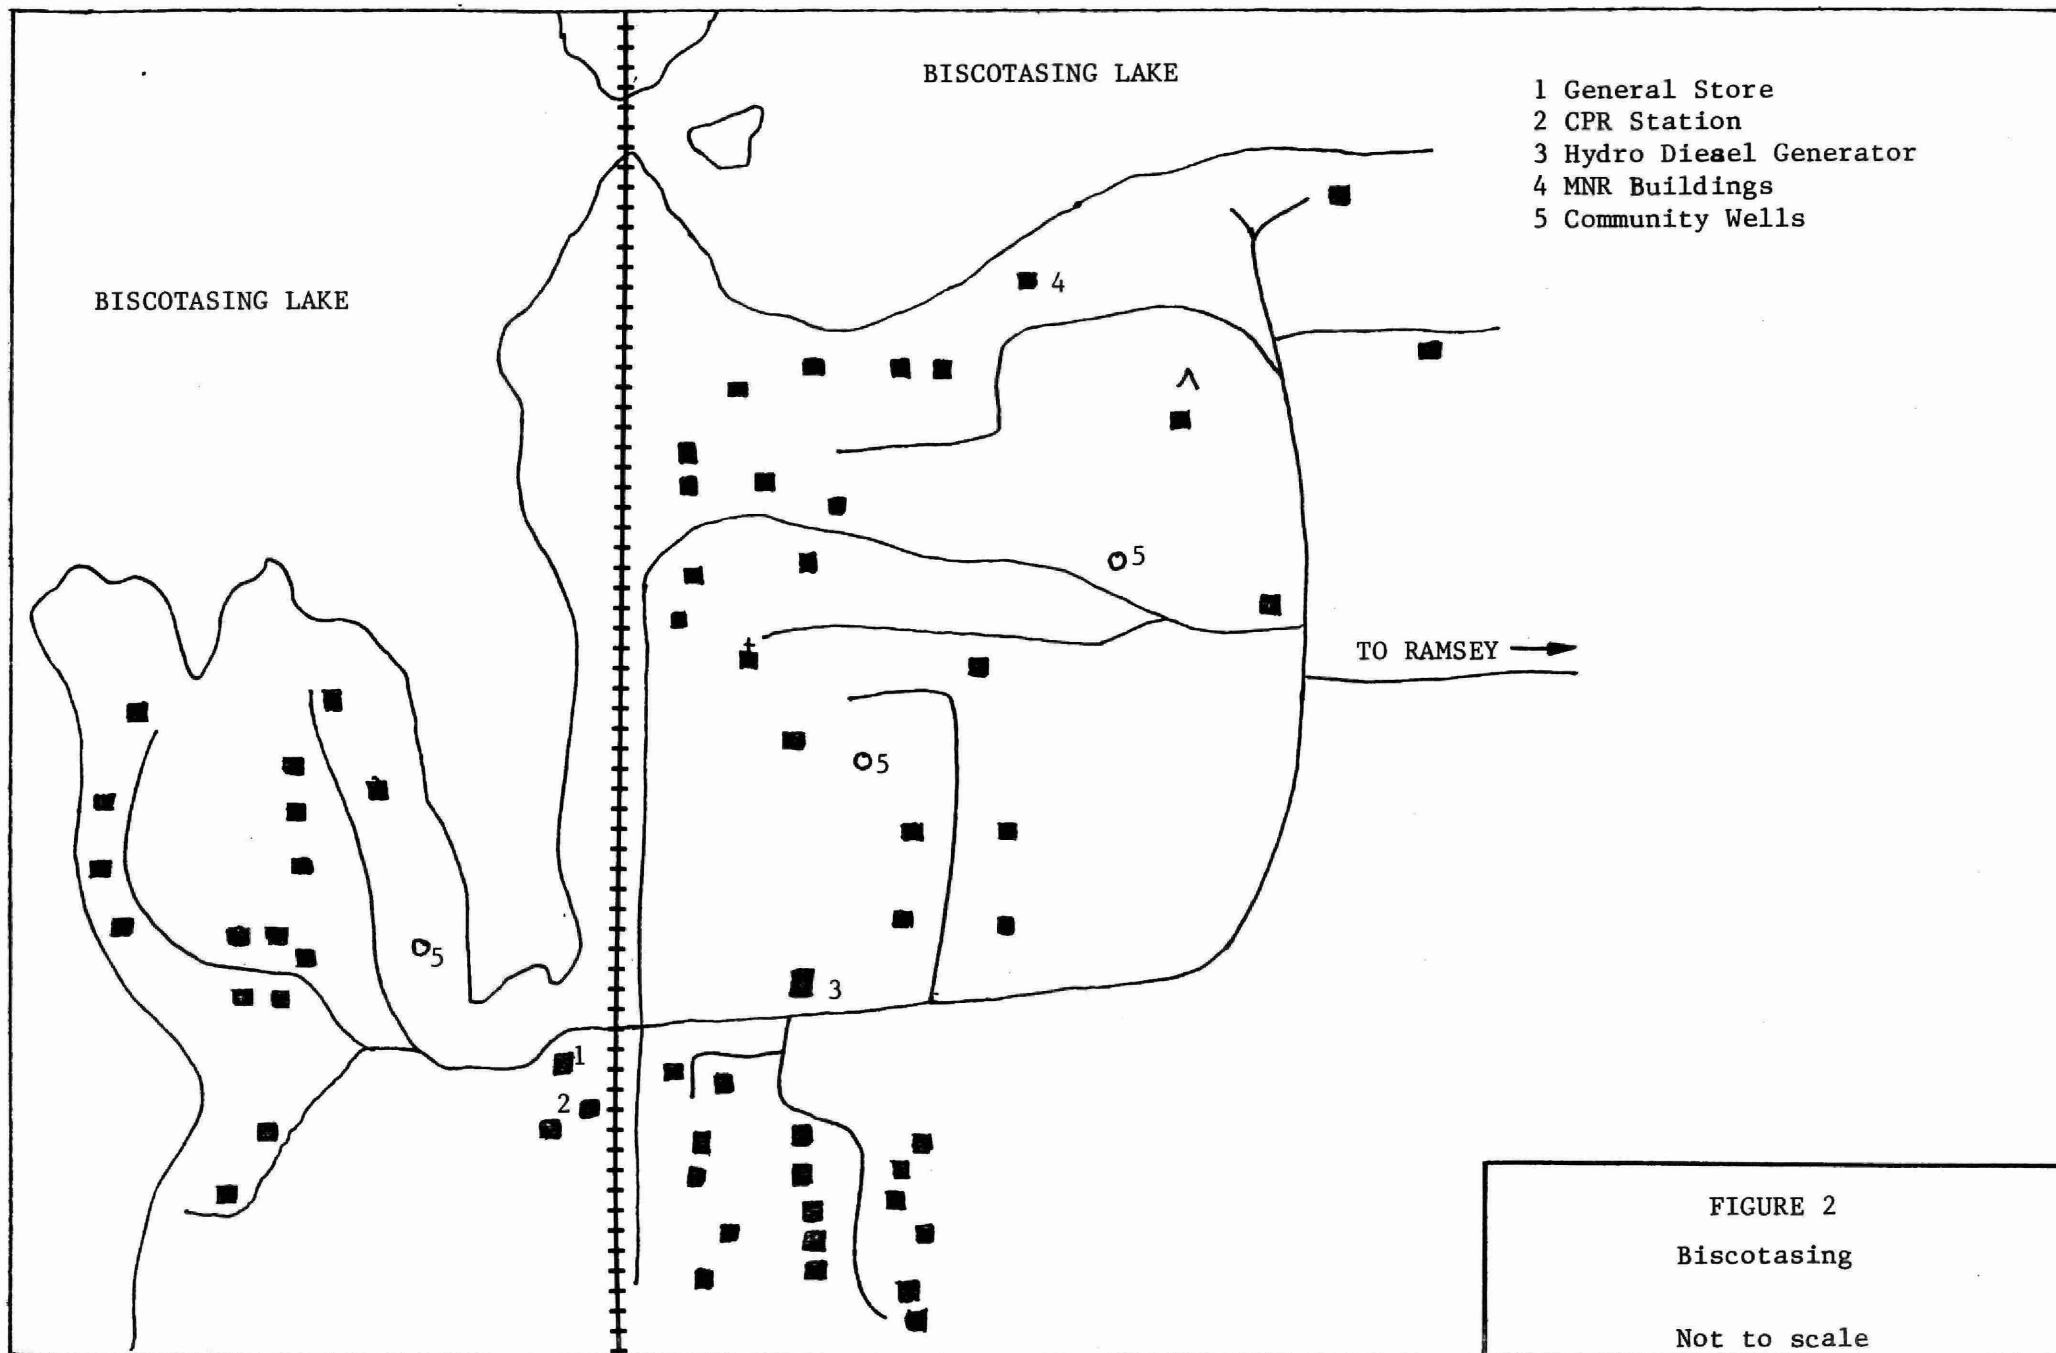 BISCOTASING LAKE
1 General Store
2 CPR Station
3 Hydro Diesel Generator
4 MNR Buildings
5 Community Wells
BISCOTASING LAKE
4
5
TO RAMSEY
5
5
3
1
2
FIGURE 2
Biscotasing
Not to scale